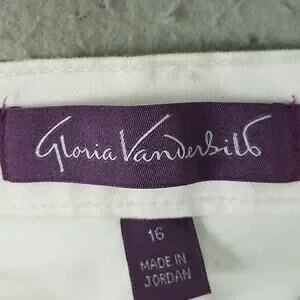 Gloria Vanderbilt
16
MADE IN
JORDAN